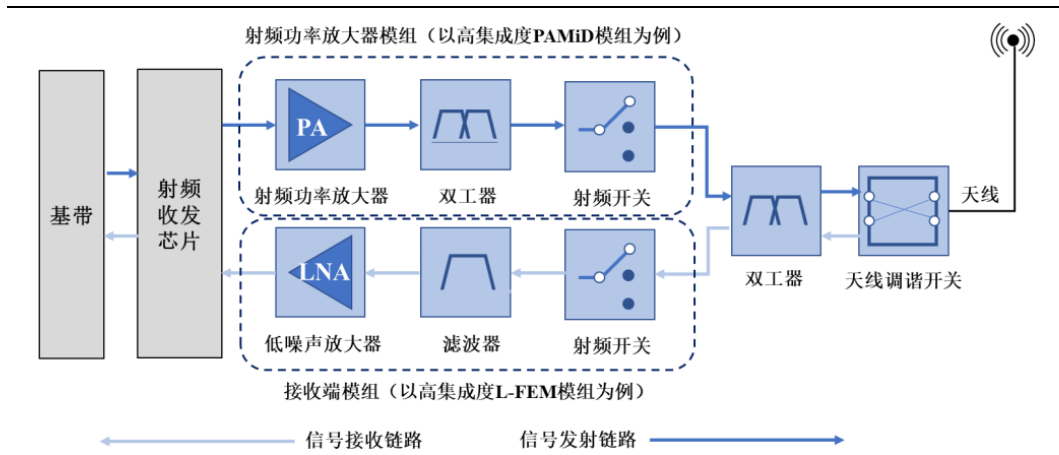 射频功率放大器模组（以高集成度PAMiD模组为例）
基带
射频
收发
芯片
PA
射频功率放大器
双工器
射频开关
LNA
低噪声放大器
滤波器
射频开关
双工器
天线调谐开关
天线
接收端模组（以高集成度L-FEM模组为例）
信号接收链路
信号发射链路